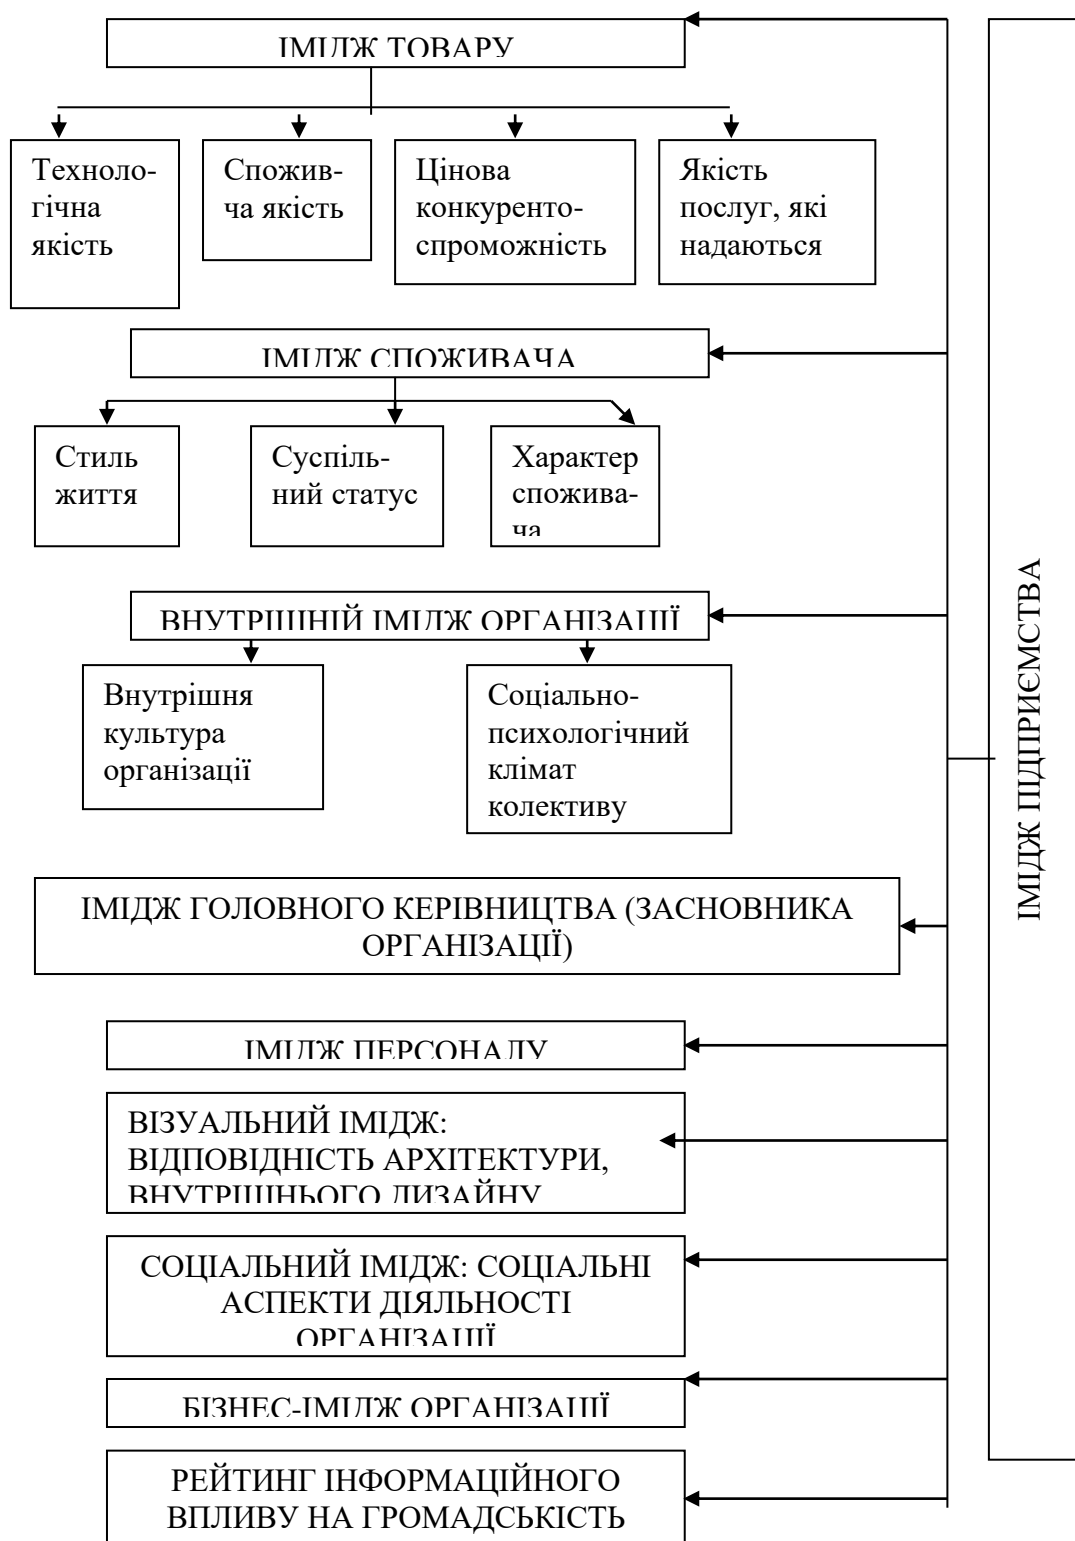 ІМІДЖ ТОВАРУ
Техноло-
гічна
якість
Спожив-
ча якість
Цінова
конкуренто-
спроможність
Якість
послуг, які
надаються
ІМІДЖ СПОЖИВАЧА
Стиль
життя
Суспіль-
ний статус
Характер
спожива-
ча
ВНУТРІШНІЙ ІМІДЖ ОРГАНІЗАЦІЇ
Внутрішня
культура
організації
Соціально-
психологічний
клімат
колективу
ІМІДЖ ГОЛОВНОГО КЕРІВНИЦТВА (ЗАСНОВНИКА
ОРГАНІЗАЦІЇ)
ІМІДЖ ПЕРСОНАЛУ
ВІЗУАЛЬНИЙ ІМІДЖ:
ВІДПОВІДНІСТЬ АРХІТЕКТУРИ,
ВНУТРІШНЬОГО ДИЗАЙНУ
СОЦІАЛЬНИЙ ІМІДЖ: СОЦІАЛЬНІ
АСПЕКТИ ДІЯЛЬНОСТІ
ОРГАНІЗАЦІЇ
БІЗНЕС-ІМІДЖ ОРГАНІЗАЦІЇ
РЕЙТИНГ ІНФОРМАЦІЙНОГО
ВПЛИВУ НА ГРОМАДСЬКІСТЬ
ІМІДЖ ПІДПРИЄМСТВА